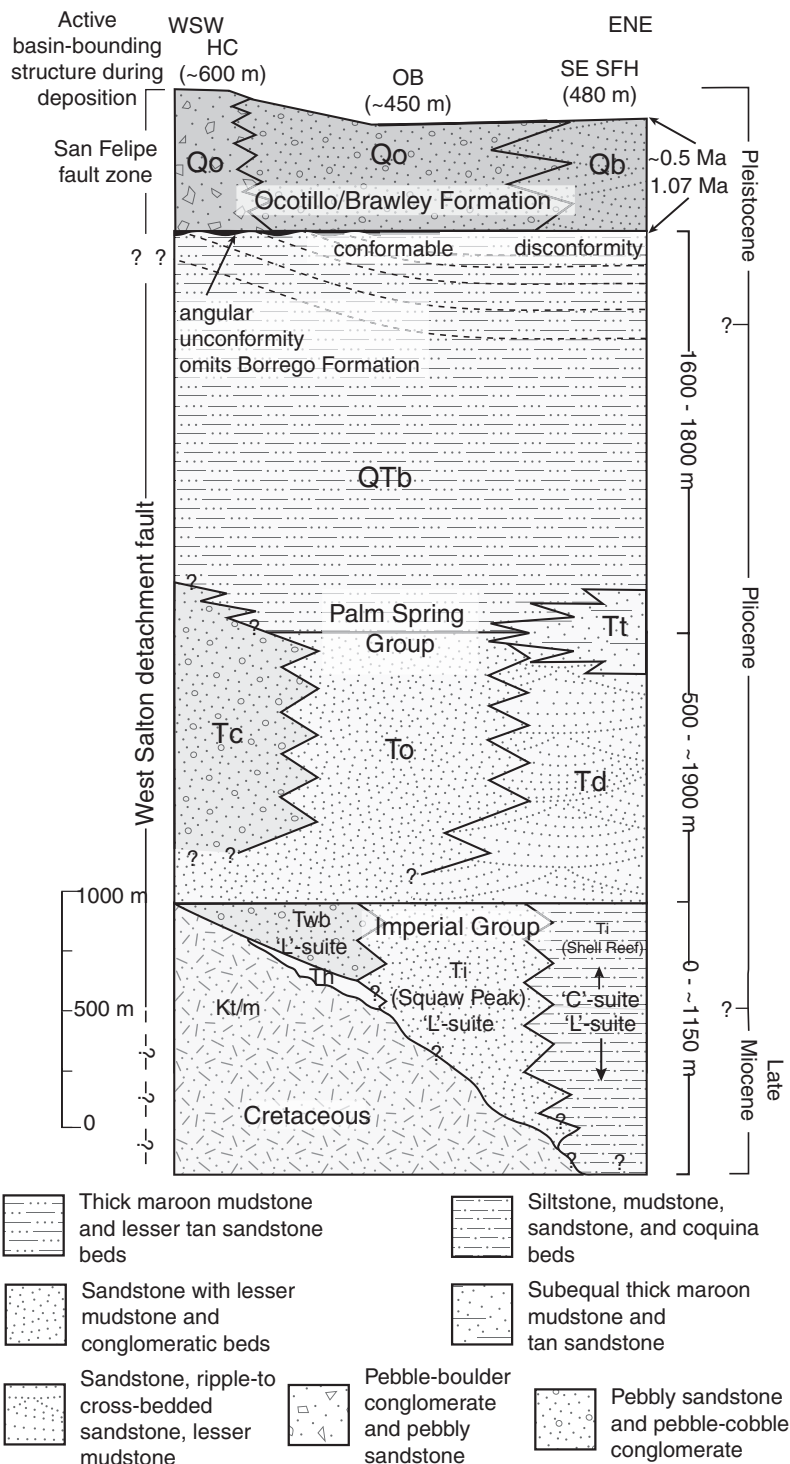 Active
basin-bounding
structure during
deposition
WSW
HC
(~600 m)
OB
(~450 m)
ENE
SE SFH
(480 m)
San Felipe
fault zone
Qo
Qo
Qb
~0.5 Ma
1.07 Ma
Pleistocene
Ocotillo/Brawley Formation
? ?
conformable
disconformity
angular
unconformity
omits Borrego Formation
?
1600 - 1800 m
QTb
West Salton detachment fault
?
?
Palm Spring
Group
Tt
Pliocene
Tc
To
Td
500 - ~1900 m
? ?
?
1000 m
500 m
0
Twb
'L'-suite
Th
Kt/m
Imperial Group
Ti
(Squaw Peak)
'L'-suite
Ti
(Shell Reef)
'C'-suite
'L'-suite
?
?
?
?
?
0 - ~1150 m
?
Late
Miocene
?
?
?
Cretaceous
Thick maroon mudstone
and lesser tan sandstone
beds
Siltstone, mudstone,
sandstone, and coquina
beds
Sandstone with lesser
mudstone and
conglomeratic beds
Subequal thick maroon
mudstone and
tan sandstone
Sandstone, ripple-to
cross-bedded
sandstone, lesser
mudstone
Pebble-boulder
conglomerate
and pebbly
sandstone
Pebbly sandstone
and pebble-cobble
conglomerate